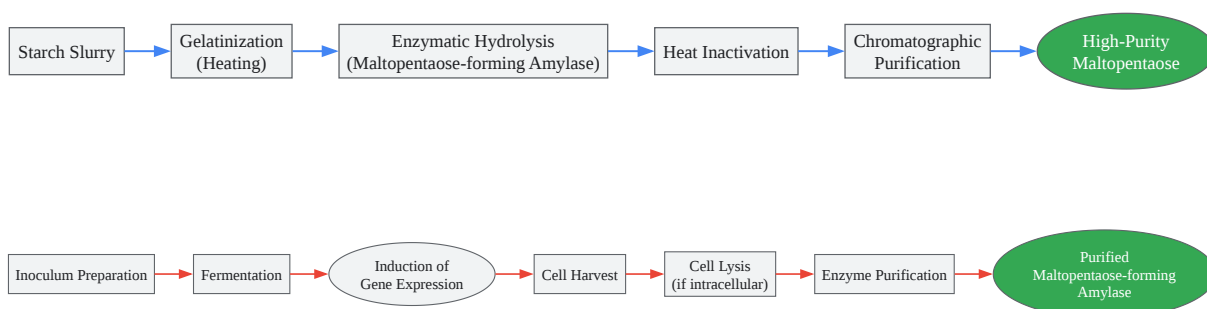 Starch Slurry
Gelatinization
(Heating)
Enzymatic Hydrolysis
(Maltopentaose-forming Amylase)
Heat Inactivation
Chromatographic
Purification
High-Purity
Maltopentaose
Inoculum Preparation
Fermentation
Induction of
Gene Expression
Cell Harvest
Cell Lysis
(if intracellular)
Enzyme Purification
Purified
Maltopentaose-forming
Amylase